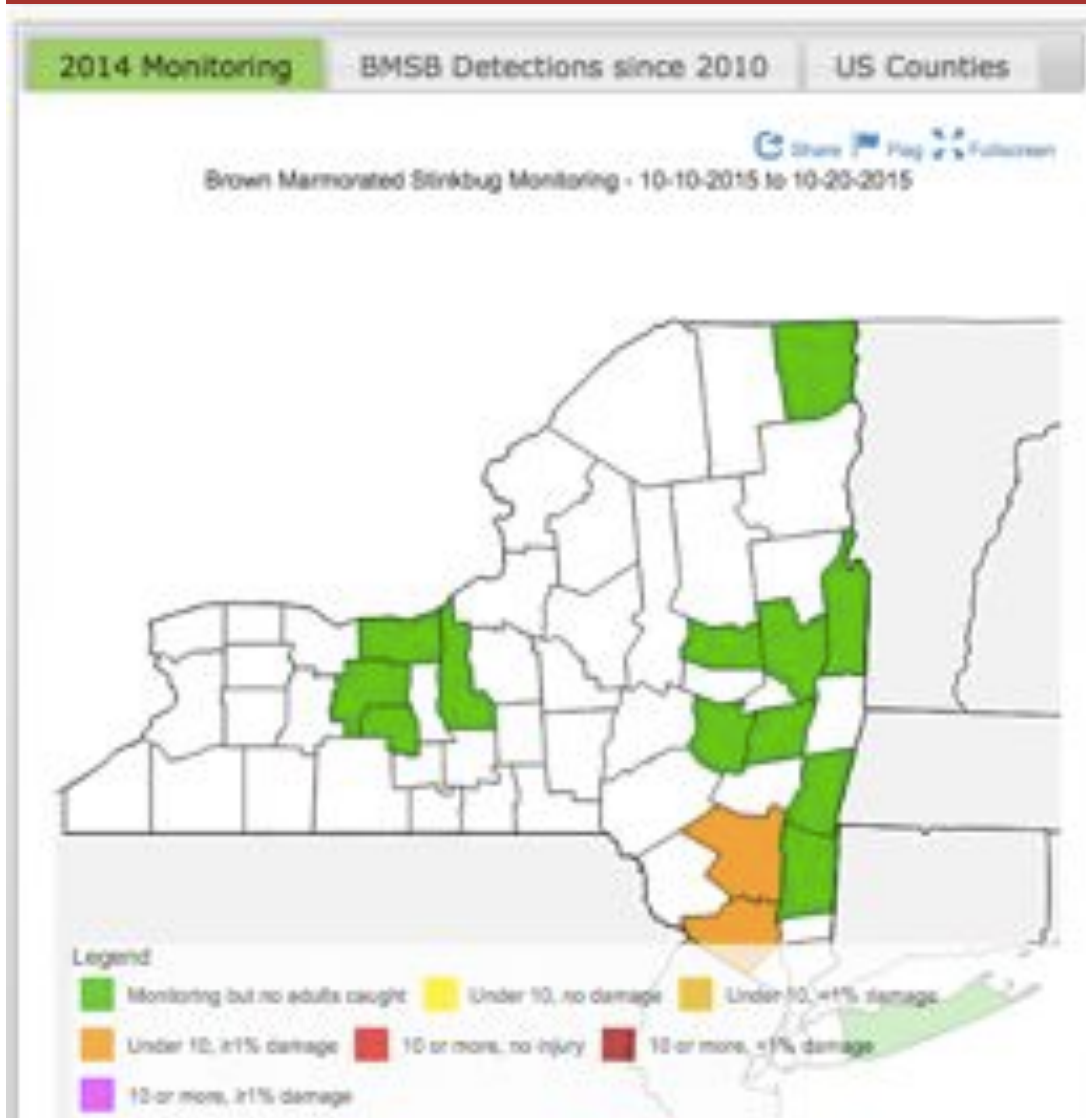 2014 Monitoring BMSB Detections since 2010 US Counties
Share Flag Fullscreen
Brown Marmorated Stinkbug Monitoring - 10-10-2015 to 10-20-2015
Legend
Monitoring but no adults caught Under 10, no damage Under 10, <1% damage
Under 10, ≥1% damage 10 or more, no injury 10 or more, <1% damage
10 or more, ≥1% damage